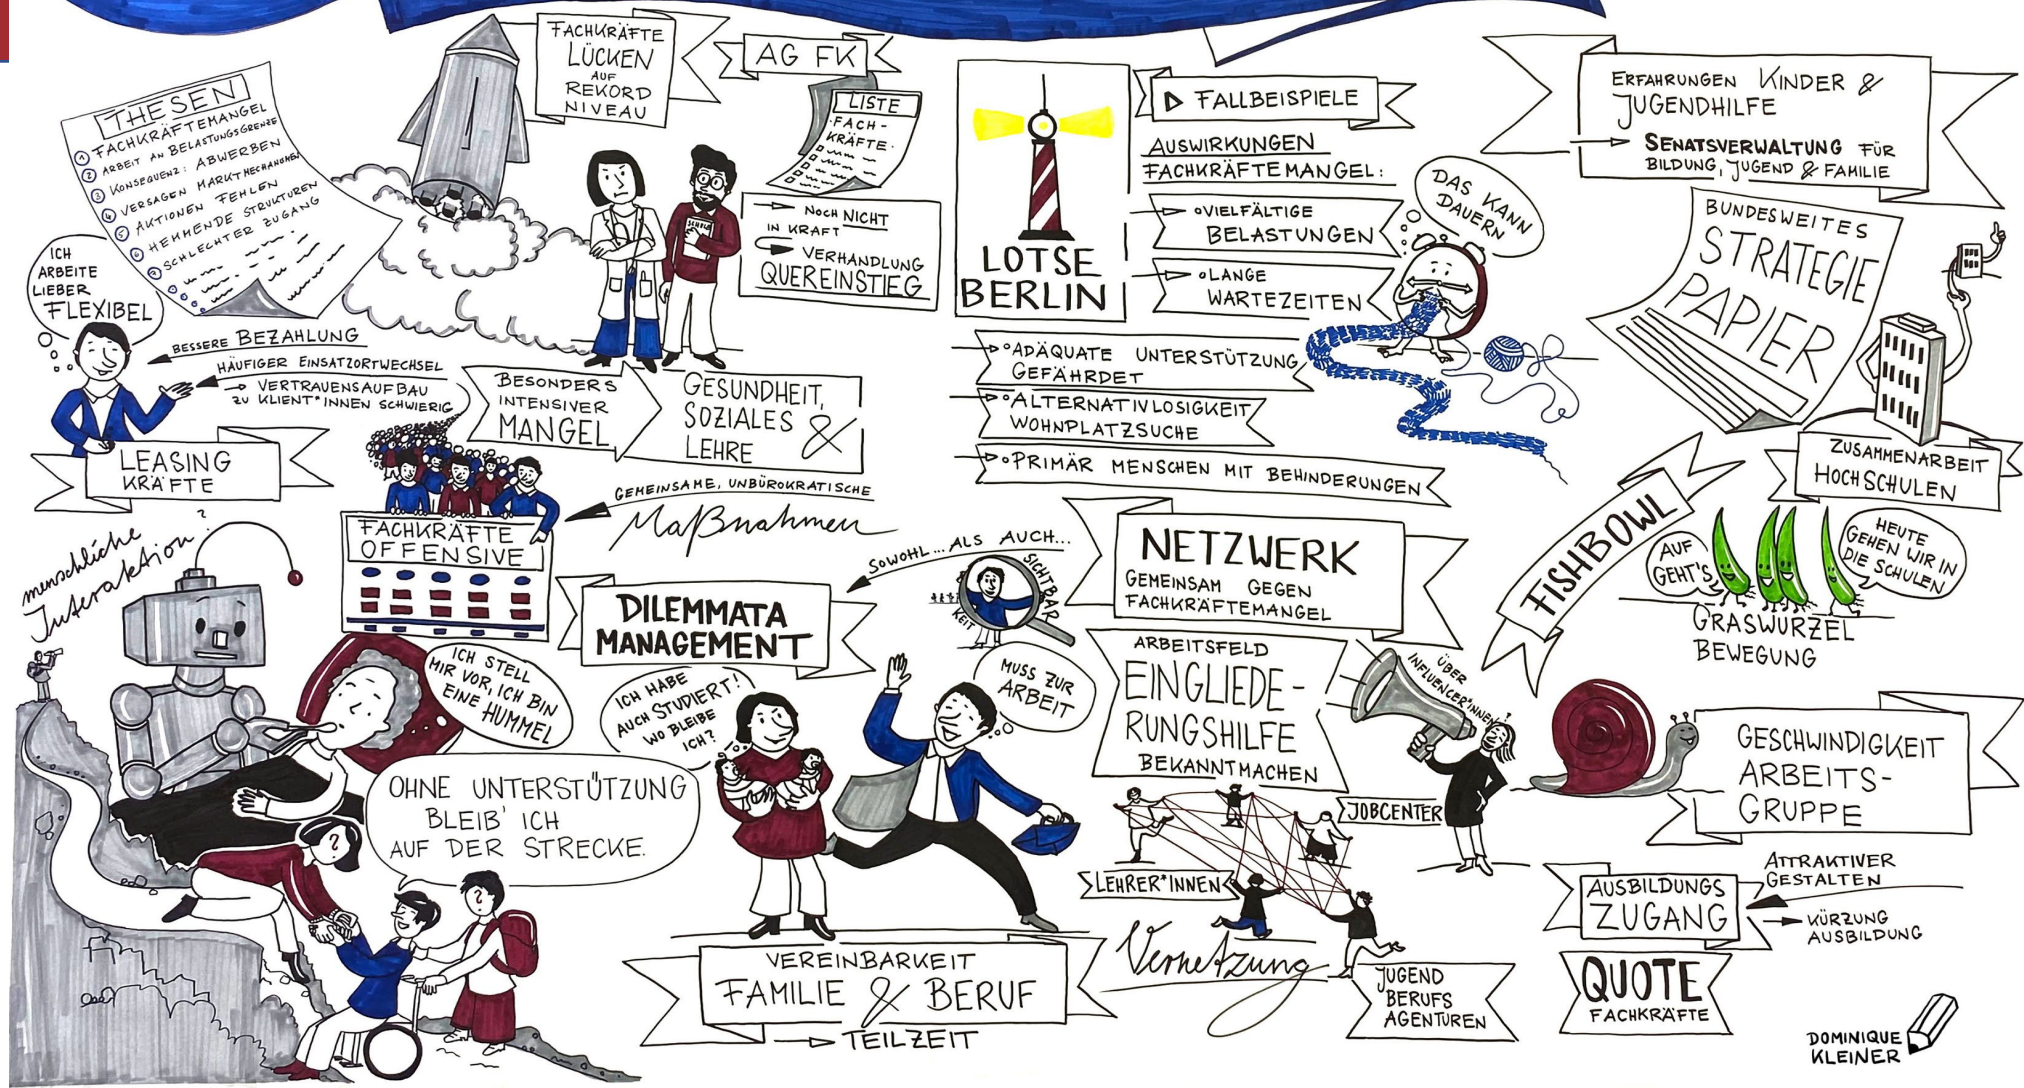 THESEN
① FACHKRÄFTEMANGEL
② ARBEIT AN BELASTUNGSGRENZE
③ KONSEQUENZ: ABWERBEN
④ VERSAGEN MARKTMECHANISMEN
⑤ AKTIONEN FEHLEN
⑥ HEMMENDE STRUKTUREN
⑦ SCHLECHTER ZUGANG
ICH
ARBEITE
LIEBER
FLEXIBEL
BESSERE BEZAHLUNG
HÄUFIGER EINSATZORTWECHSEL
→ VERTRAUENSAUFBAU
ZU KLIENT*INNEN SCHWIERIG
LEASING
KRÄFTE
FACHKRÄFTE
LÜCKEN
AUF
REKORD
NIVEAU
AG FK
LISTE
FACH-
KRÄFTE
SCHULE
NOCH NICHT
IN KRAFT
VERHANDLUNG
QUEREINSTIEG
BESONDERS
INTENSIVER
MANGEL
GESUNDHEIT,
SOZIALES &
LEHRE
GEMEINSAME, UNBÜROKRATISCHE
Maßnahmen
FACHKRÄFTE
OFFENSIVE
LOTSE
BERLIN
FALLBEISPIELE
AUSWIRKUNGEN
FACHKRÄFTEMANGEL:
VIELFÄLTIGE
BELASTUNGEN
LANGE
WARTEZEITEN
ADÄQUATE UNTERSTÜTZUNG
GEFÄHRDET
ALTERNATIVLOSIGKEIT
WOHNPLATZSUCHE
PRIMÄR MENSCHEN MIT BEHINDERUNGEN
DAS KANN
DAUERN
ERFAHRUNGEN KINDER &
JUGENDHILFE
SENATSVERWALTUNG FÜR
BILDUNG, JUGEND & FAMILIE
BUNDESWEITES
STRATEGIE
PAPIER
ZUSAMMENARBEIT
HOCHSCHULEN
menschliche
Interaktion?
ICH STELL
MIR VOR, ICH BIN
EINE HUMMEL
OHNE UNTERSTÜTZUNG
BLEIB' ICH
AUF DER STRECKE.
?
?
DILEMMATA
MANAGEMENT
SOWOHL... ALS AUCH...
SICHTBAR
KEIT
ICH HABE
AUCH STUDIERT!
WO BLEIBE
ICH?
MUSS ZUR
ARBEIT
VEREINBARKEIT
FAMILIE & BERUF
TEILZEIT
NETZWERK
GEMEINSAM GEGEN
FACHKRÄFTEMANGEL
ARBEITSFELD
EINGLIEDE-
RUNGSHILFE
BEKANNTMACHEN
ÜBER
INFLUENCER*INNEN!
JOBCENTER
LEHRER*INNEN
Vernetzung
JUGEND
BERUFS
AGENTUREN
FISHBOWL
AUF
GEHT'S
HEUTE
GEHEN WIR IN
DIE SCHULEN
GRASWURZEL
BEWEGUNG
GESCHWINDIGKEIT
ARBEITS-
GRUPPE
AUSBILDUNGS
ZUGANG
ATTRAKTIVER
GESTALTEN
KÜRZUNG
AUSBILDUNG
QUOTE
FACHKRÄFTE
DOMINIQUE
KLEINER